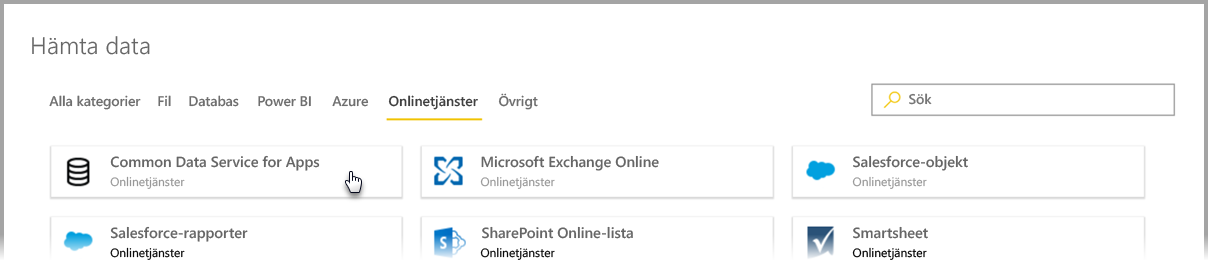 Hämta data
Alla kategorier Fil Databas Power BI Azure Onlinetjänster Övrigt
Sök
Common Data Service for Apps
Onlinetjänster
Microsoft Exchange Online
Onlinetjänster
Salesforce-objekt
Onlinetjänster
Salesforce-rapporter
Onlinetjänster
SharePoint Online-lista
Onlinetjänster
Smartsheet
Onlinetjänster